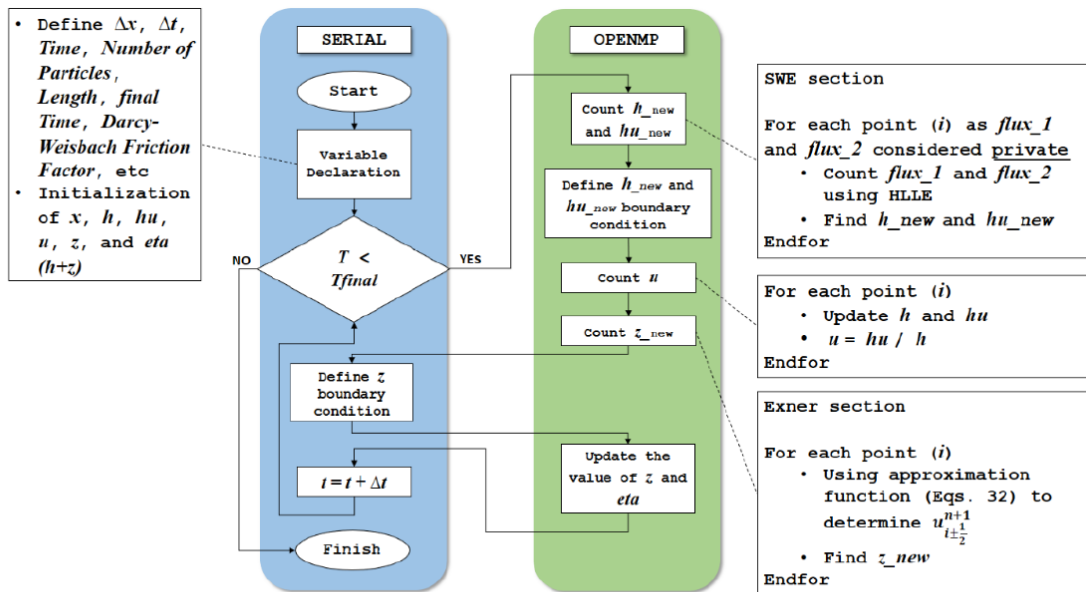 • Define Δx, Δt,
Time, Number of
Particles,
Length, final
Time, Darcy-
Weisbach Friction
Factor, etc
• Initialization
of x, h, hu,
u, z, and eta
(h+z)
SERIAL
Start
Variable
Declaration
NO
T <
Tfinal
YES
Define z
boundary
condition
t = t + Δt
Finish
OPENMP
Count h_new
and hu_new
Define h_new and
hu_new boundary
condition
Count u
Count z_new
Update the
value of z and
eta
SWE section
For each point (i) as flux_1
and flux_2 considered private
• Count flux_1 and flux_2
using HLLE
• Find h_new and hu_new
Endfor
For each point (i)
• Update h and hu
• u = hu / h
Endfor
Exner section
For each point (i)
• Using approximation
function (Eqs. 32) to
determine u_{i±1/2}^{n+1}
• Find z_new
Endfor